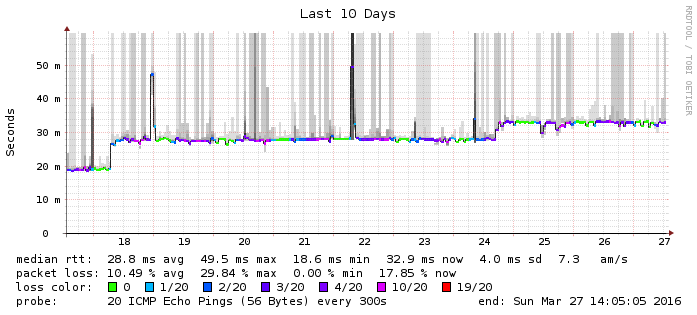 Last 10 Days
RRDTOOL / TOBI OETIKER
Seconds
50 m
40 m
30 m
20 m
10 m
0
18 19 20 21 22 23 24 25 26 27
median rtt: 28.8 ms avg 49.5 ms max 18.6 ms min 32.9 ms now 4.0 ms sd 7.3 am/s
packet loss: 10.49 % avg 29.84 % max 0.00 % min 17.85 % now
loss color: 0 1/20 2/20 3/20 4/20 10/20 19/20
probe: 20 ICMP Echo Pings (56 Bytes) every 300s end: Sun Mar 27 14:05:05 2016